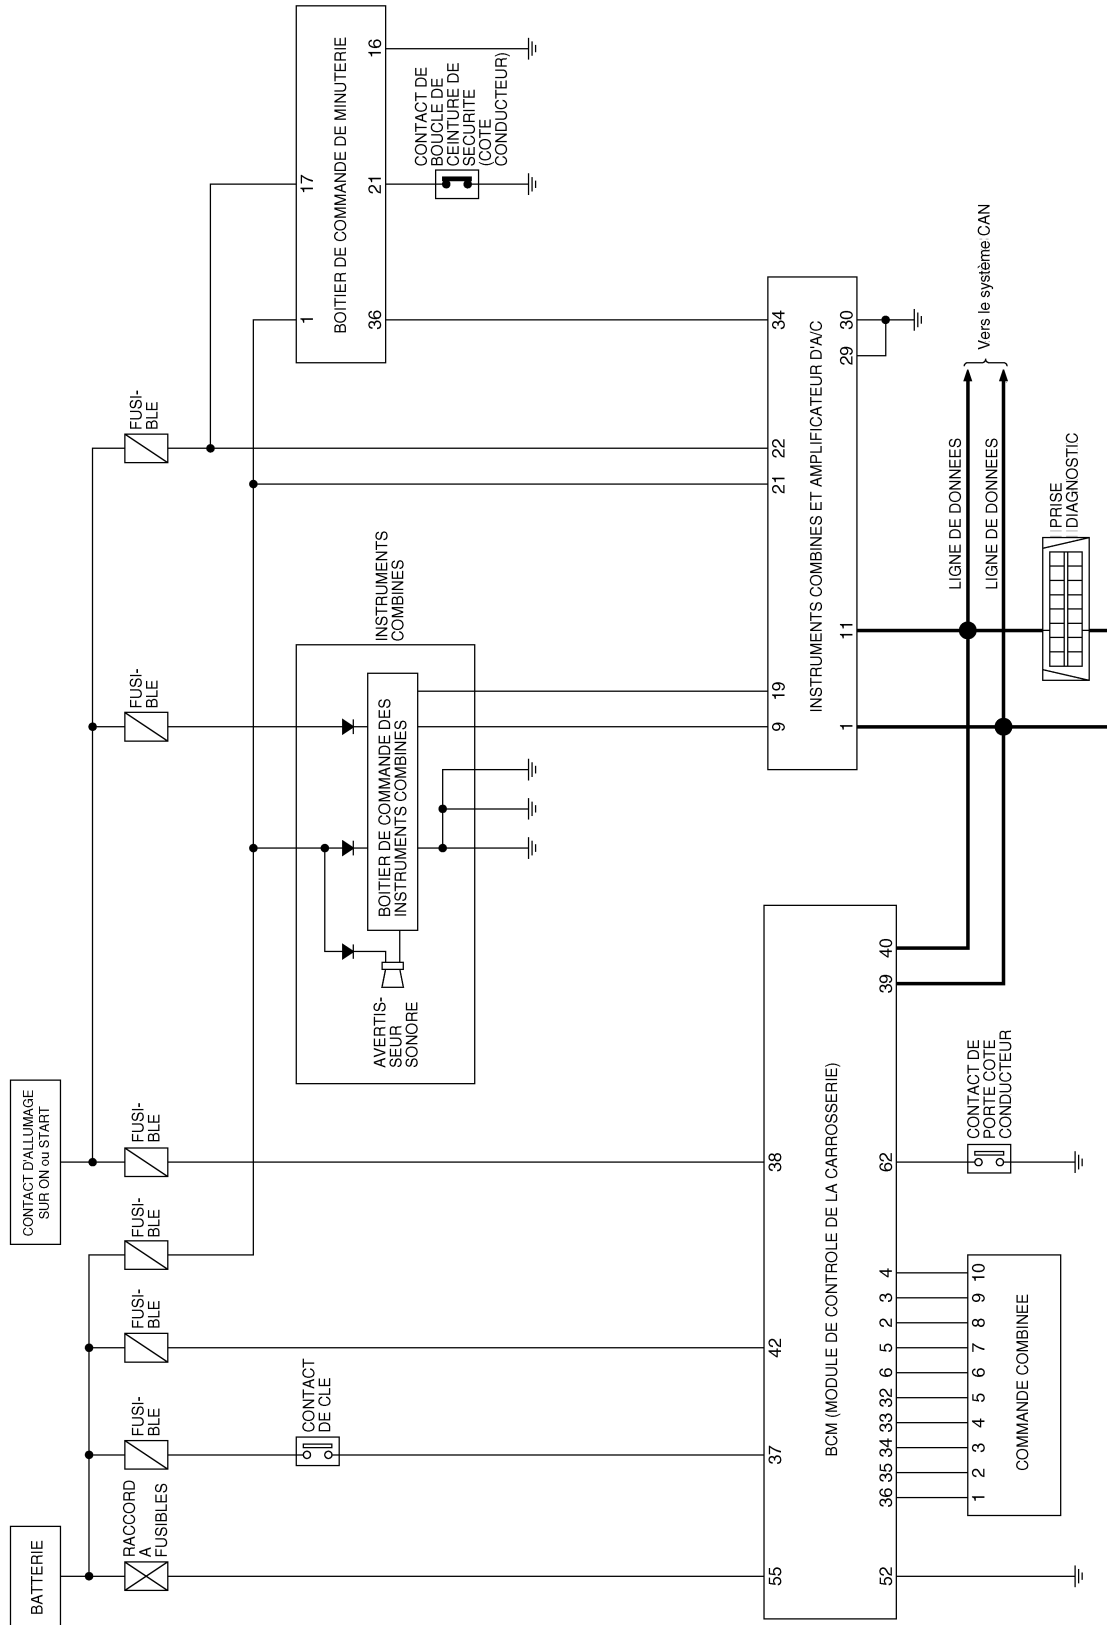 BATTERIE
RACCORD
A
FUSIBLES
FUSI-
BLE
FUSI-
BLE
FUSI-
BLE
CONTACT D'ALLUMAGE
SUR ON ou START
FUSI-
BLE
FUSI-
BLE
FUSI-
BLE
CONTACT
DE CLE
AVERTIS-
SEUR
SONORE
BOITIER DE COMMANDE DES
INSTRUMENTS COMBINES
INSTRUMENTS
COMBINES
1
17
BOITIER DE COMMANDE DE MINUTERIE
36
21
16
CONTACT DE
BOUCLE DE
CEINTURE DE
SECURITE
(COTE
CONDUCTEUR)
55
37
42
38
BCM (MODULE DE CONTROLE DE LA CARROSSERIE)
52
36
35
34
33
32
6
5
2
3
4
62
39
40
1
2
3
4
5
6
7
8
9
10
COMMANDE COMBINEE
CONTACT DE
PORTE COTE
CONDUCTEUR
9
19
21
22
34
INSTRUMENTS COMBINES ET AMPLIFICATEUR D'A/C
1
11
29
30
LIGNE DE DONNEES
LIGNE DE DONNEES
Vers le système CAN
PRISE
DIAGNOSTIC